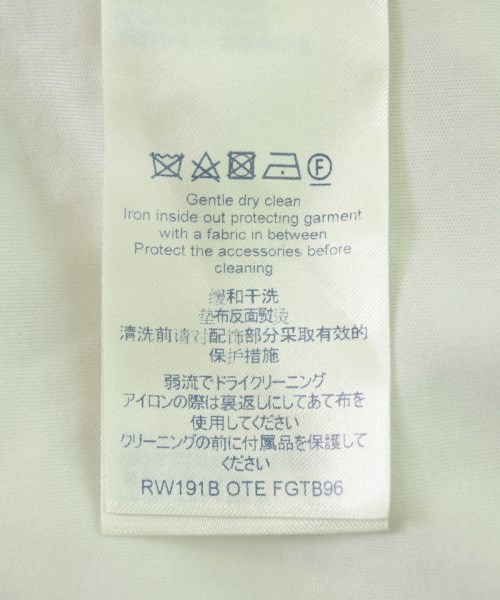 F
Gentle dry clean
Iron inside out protecting garment
with a fabric in between
Protect the accessories before
cleaning
缓和干洗
垫布反面熨烫
清洗前请对配饰部分采取有效的
保护措施
弱流でドライクリーニング
アイロンの際は裏返しにしてあて布を
使用してください
クリーニングの前に付属品を保護して
ください
RW191B OTE FGTB96